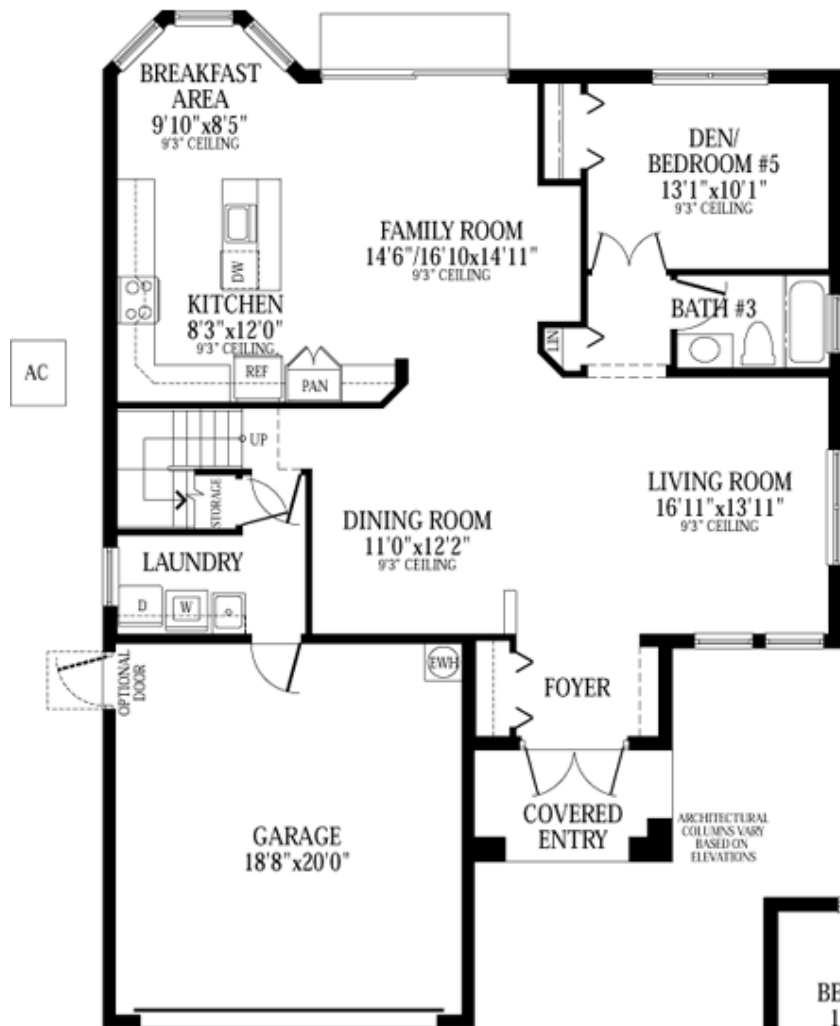 BREAKFAST
AREA
9'10"x8'5"
9'3" CEILING
DEN/
BEDROOM #5
13'1"x10'1"
9'3" CEILING
FAMILY ROOM
14'6"/16'10x14'11"
9'3" CEILING
DW
KITCHEN
8'3"x12'0"
9'3" CEILING
BATH #3
LIN
AC
REF
PAN
UP
STORAGE
LIVING ROOM
16'11"x13'11"
9'3" CEILING
DINING ROOM
11'0"x12'2"
9'3" CEILING
LAUNDRY
D
W
EWH
OPTIONAL
DOOR
FOYER
COVERED
ENTRY
ARCHITECTURAL
COLUMNS VARY
BASED ON
ELEVATIONS
GARAGE
18'8"x20'0"
BE
1